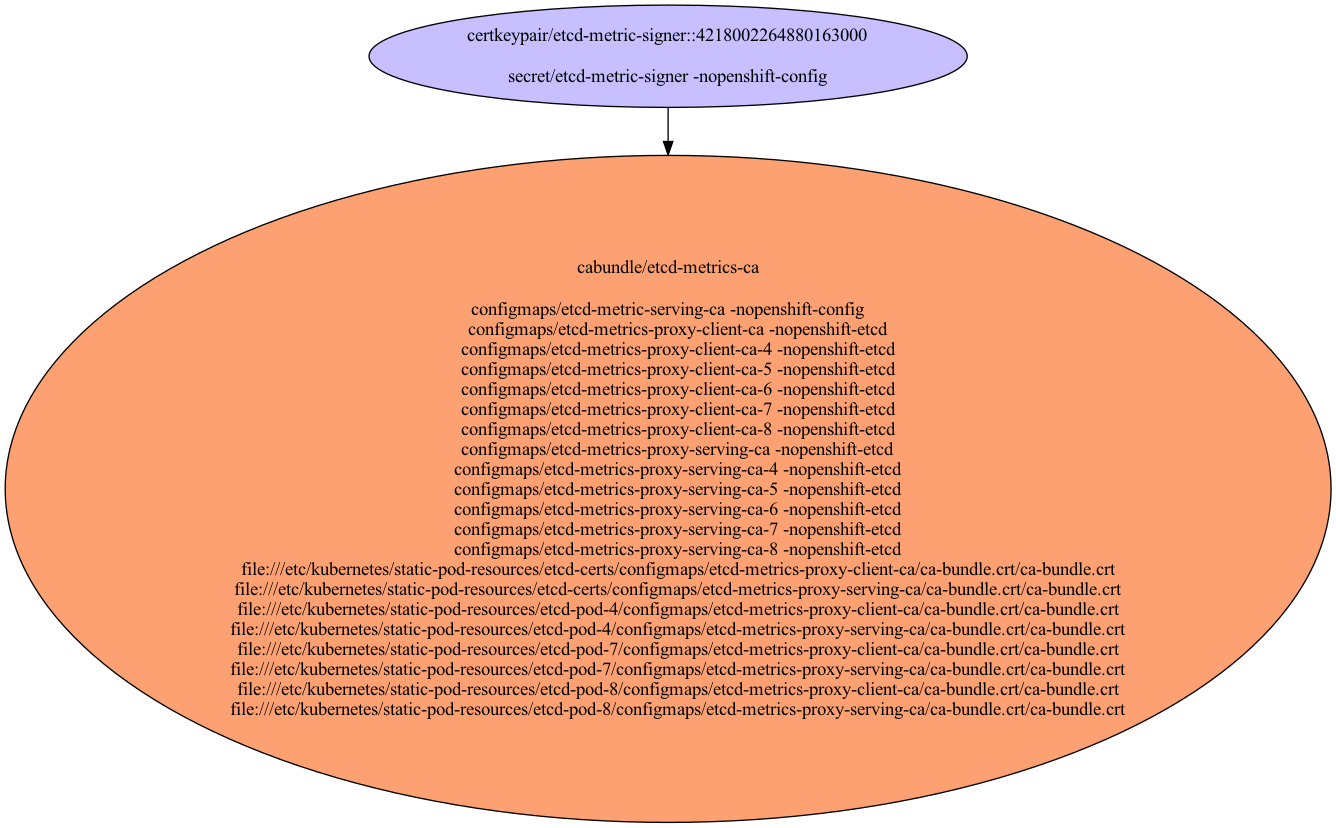 certkeypair/etcd-metric-signer::4218002264880163000
secret/etcd-metric-signer -nopenshift-config
cabundle/etcd-metrics-ca
configmaps/etcd-metric-serving-ca -nopenshift-config
configmaps/etcd-metrics-proxy-client-ca -nopenshift-etcd
configmaps/etcd-metrics-proxy-client-ca-4 -nopenshift-etcd
configmaps/etcd-metrics-proxy-client-ca-5 -nopenshift-etcd
configmaps/etcd-metrics-proxy-client-ca-6 -nopenshift-etcd
configmaps/etcd-metrics-proxy-client-ca-7 -nopenshift-etcd
configmaps/etcd-metrics-proxy-client-ca-8 -nopenshift-etcd
configmaps/etcd-metrics-proxy-serving-ca -nopenshift-etcd
configmaps/etcd-metrics-proxy-serving-ca-4 -nopenshift-etcd
configmaps/etcd-metrics-proxy-serving-ca-5 -nopenshift-etcd
configmaps/etcd-metrics-proxy-serving-ca-6 -nopenshift-etcd
configmaps/etcd-metrics-proxy-serving-ca-7 -nopenshift-etcd
configmaps/etcd-metrics-proxy-serving-ca-8 -nopenshift-etcd
file:///etc/kubernetes/static-pod-resources/etcd-certs/configmaps/etcd-metrics-proxy-client-ca/ca-bundle.crt/ca-bundle.crt
file:///etc/kubernetes/static-pod-resources/etcd-certs/configmaps/etcd-metrics-proxy-serving-ca/ca-bundle.crt/ca-bundle.crt
file:///etc/kubernetes/static-pod-resources/etcd-pod-4/configmaps/etcd-metrics-proxy-client-ca/ca-bundle.crt/ca-bundle.crt
file:///etc/kubernetes/static-pod-resources/etcd-pod-4/configmaps/etcd-metrics-proxy-serving-ca/ca-bundle.crt/ca-bundle.crt
file:///etc/kubernetes/static-pod-resources/etcd-pod-7/configmaps/etcd-metrics-proxy-client-ca/ca-bundle.crt/ca-bundle.crt
file:///etc/kubernetes/static-pod-resources/etcd-pod-7/configmaps/etcd-metrics-proxy-serving-ca/ca-bundle.crt/ca-bundle.crt
file:///etc/kubernetes/static-pod-resources/etcd-pod-8/configmaps/etcd-metrics-proxy-client-ca/ca-bundle.crt/ca-bundle.crt
file:///etc/kubernetes/static-pod-resources/etcd-pod-8/configmaps/etcd-metrics-proxy-serving-ca/ca-bundle.crt/ca-bundle.crt